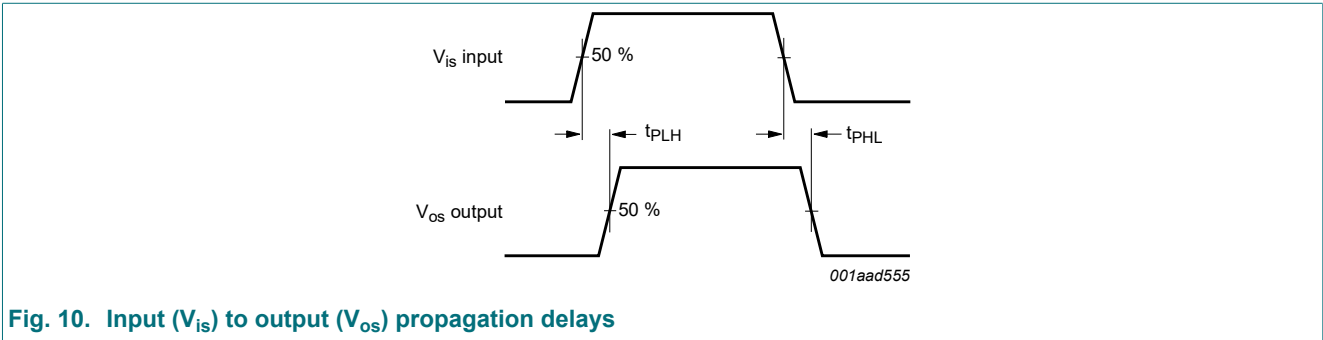 V_is input
50 %
t_PLH
t_PHL
V_os output
50 %
001aad555
Fig. 10. Input (V_is) to output (V_os) propagation delays